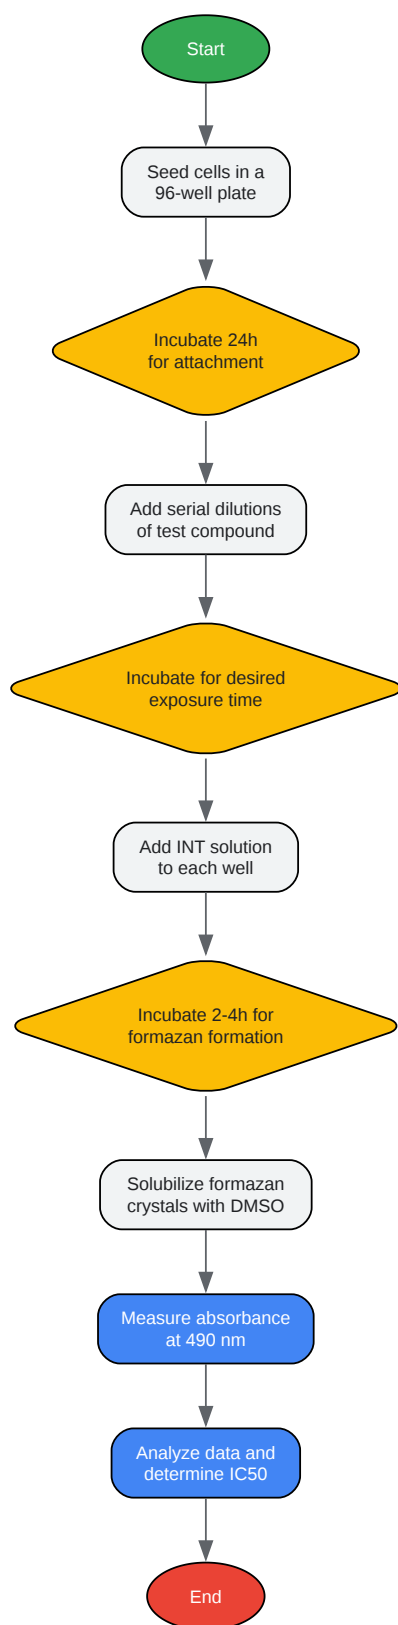 Start
Seed cells in a
96-well plate
Incubate 24h
for attachment
Add serial dilutions
of test compound
Incubate for desired
exposure time
Add INT solution
to each well
Incubate 2-4h for
formazan formation
Solubilize formazan
crystals with DMSO
Measure absorbance
at 490 nm
Analyze data and
determine IC50
End